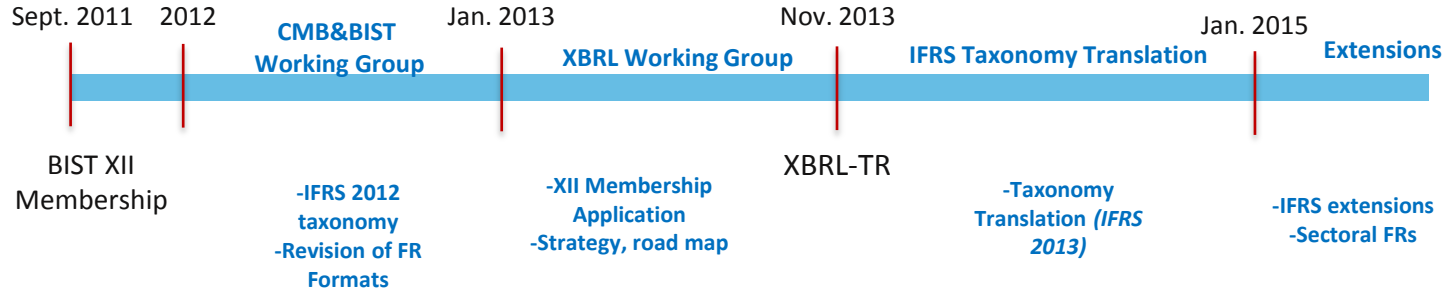 Sept. 2011
2012
Jan. 2013
Nov. 2013
Jan. 2015
CMB&BIST
Working Group
XBRL Working Group
IFRS Taxonomy Translation
Extensions
BIST XII
Membership
-IFRS 2012
taxonomy
-Revision of FR
Formats
-XII Membership
Application
-Strategy, road map
XBRL-TR
-Taxonomy
Translation (IFRS
2013)
-IFRS extensions
-Sectoral FRs